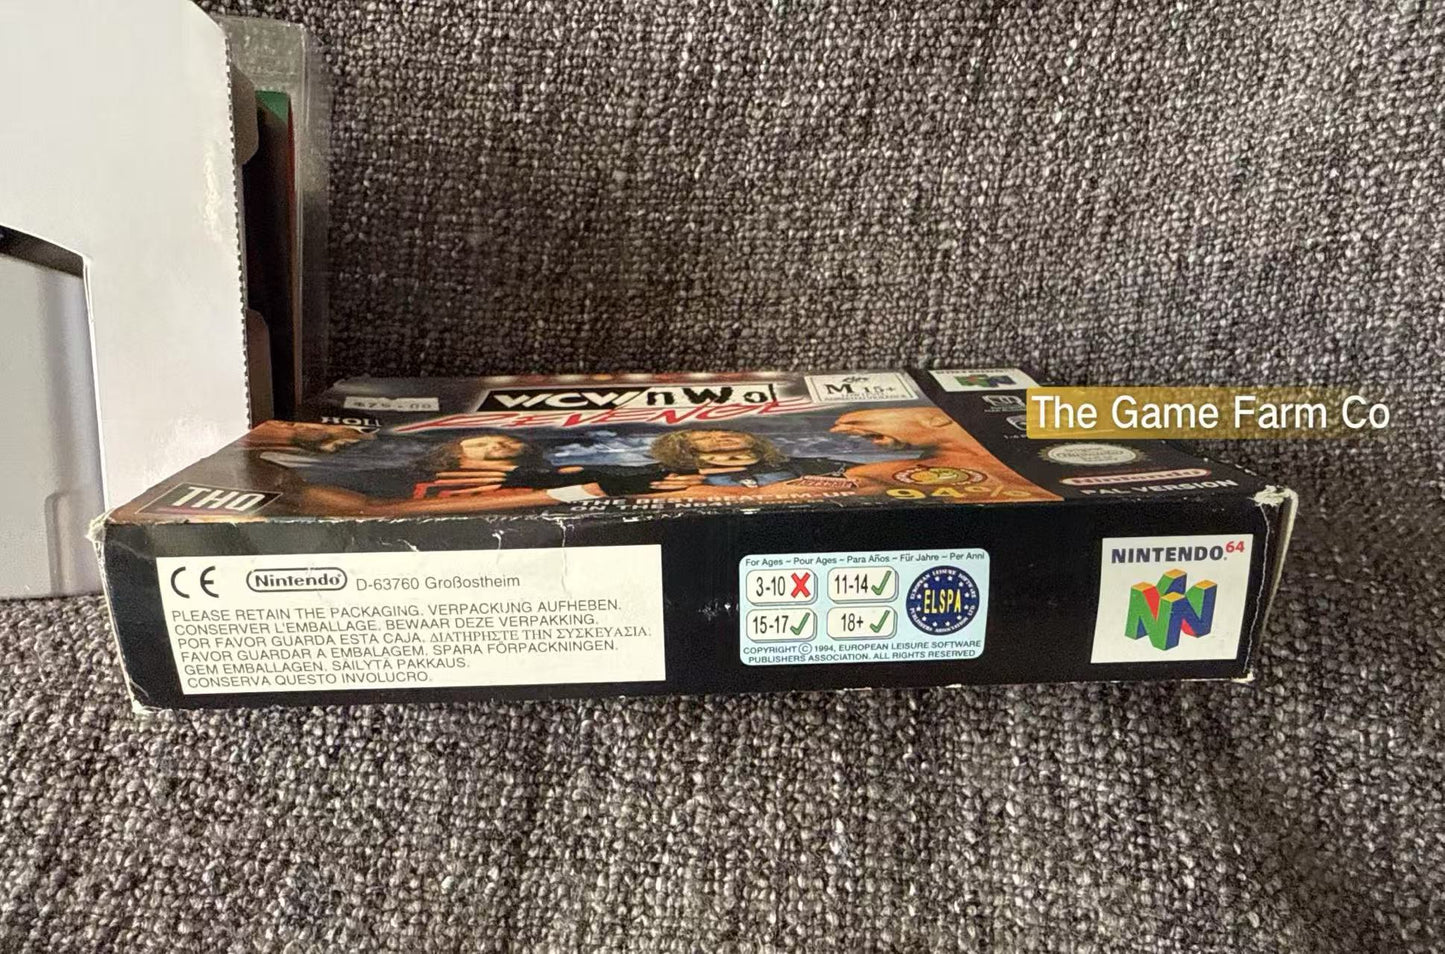 WCW/nWo
REVENGE
M 15+
$79.00
THQ
94%
Nintendo
PAL VERSION
The Game Farm Co
CE Nintendo D-63760 Großostheim
PLEASE RETAIN THE PACKAGING. VERPACKUNG AUFHEBEN.
CONSERVER L'EMBALLAGE. BEWAAR DEZE VERPAKKING.
POR FAVOR GUARDA ESTA CAJA. ΔΙΑΤΗΡΗΣΤΕ ΤΗΝ ΣΥΣΚΕΥΑΣΙΑ.
FAVOR GUARDAR A EMBALAGEM. SPARA FÖRPACKNINGEN.
GEM EMBALLAGEN. SÄILYTÄ PAKKAUS.
CONSERVA QUESTO INVOLUCRO.
For Ages – Pour Ages – Para Años – Für Jahre – Per Anni
3-10 11-14
15-17 18+
ELSPA
COPYRIGHT © 1994, EUROPEAN LEISURE SOFTWARE
PUBLISHERS ASSOCIATION. ALL RIGHTS RESERVED
NINTENDO 64